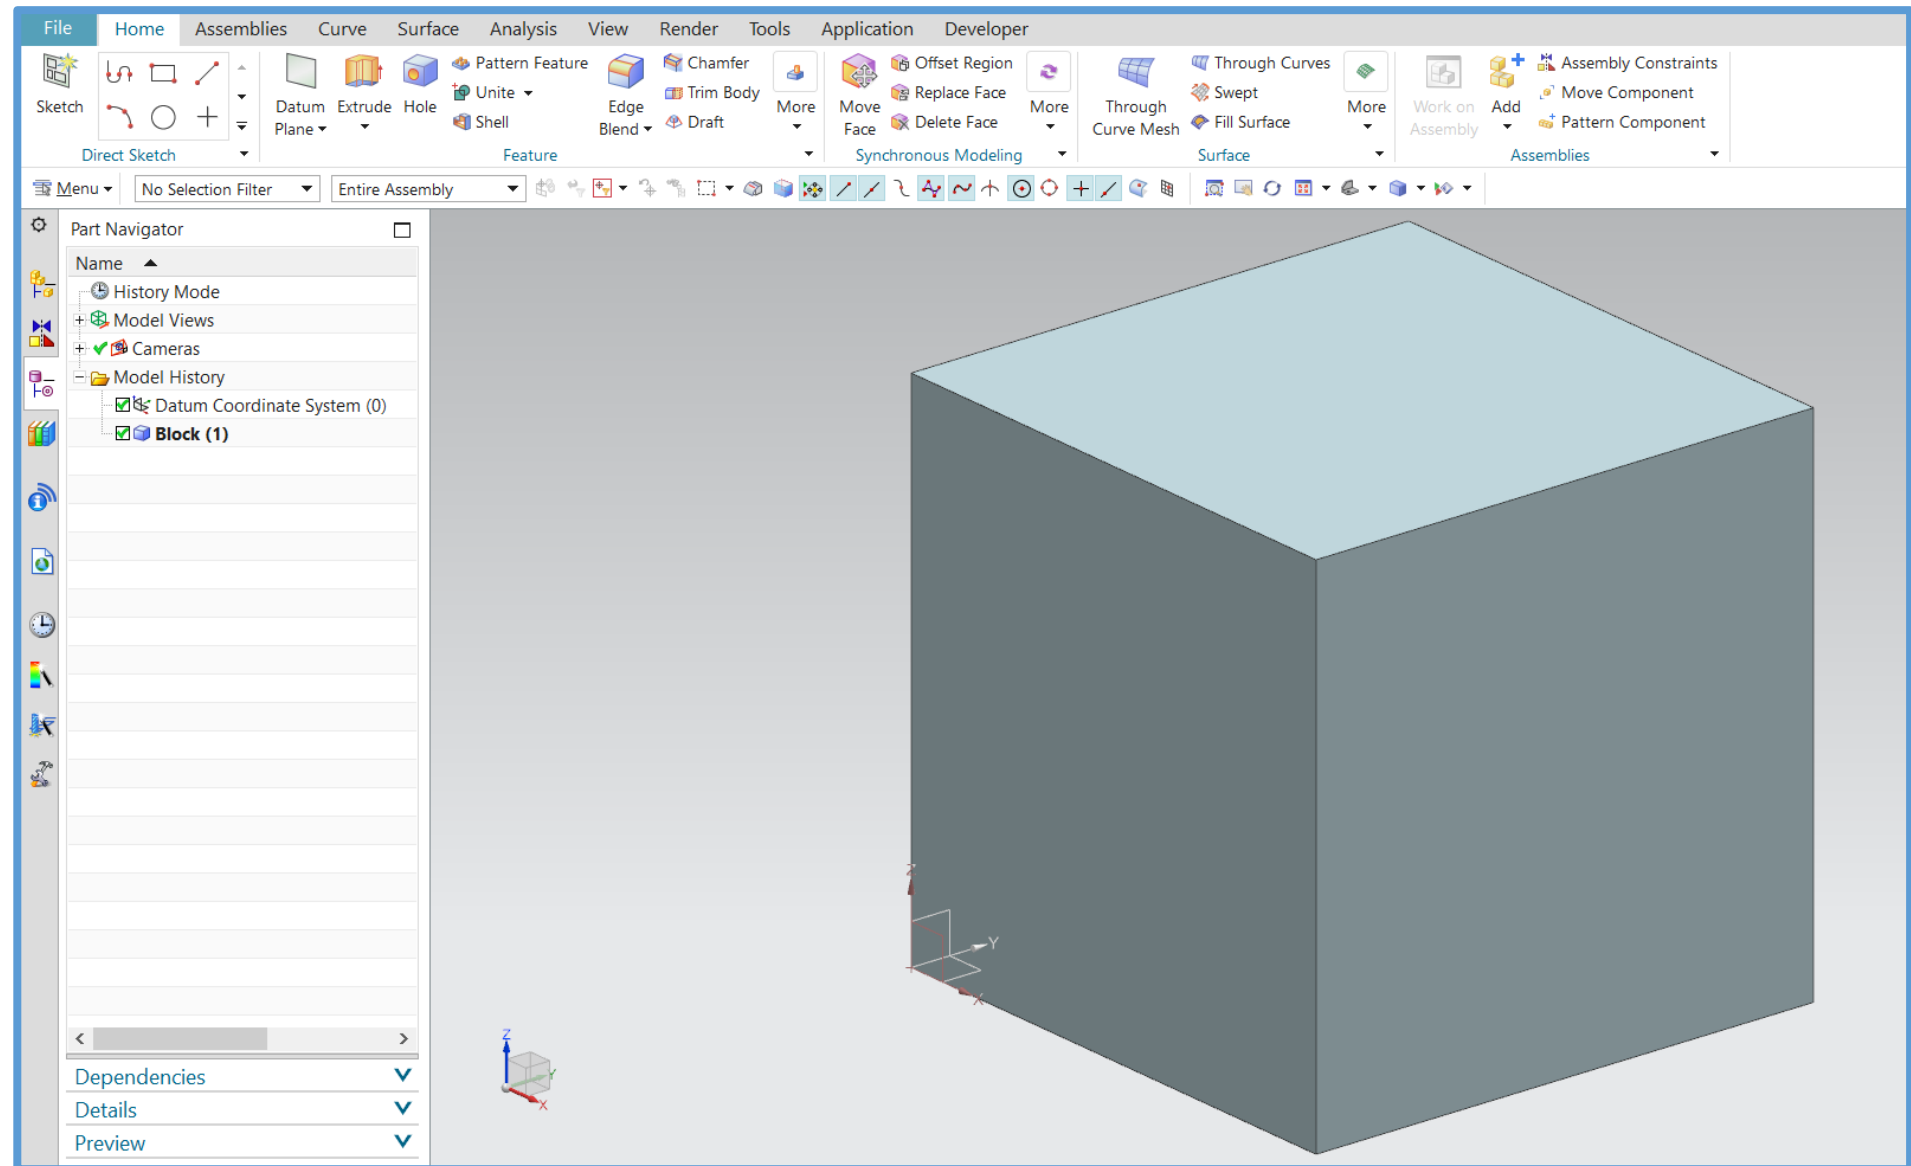 File Home Assemblies Curve Surface Analysis View Render Tools Application Developer
Sketch
Direct Sketch
Datum Plane
Extrude
Hole
Pattern Feature
Unite
Shell
Edge Blend
Chamfer
Trim Body
Draft
More
Feature
Move Face
Offset Region
Replace Face
Delete Face
More
Synchronous Modeling
Through Curve Mesh
Through Curves
Swept
Fill Surface
More
Surface
Work on Assembly
Add
Assembly Constraints
Move Component
Pattern Component
Assemblies
Menu No Selection Filter Entire Assembly
Part Navigator
Name
History Mode
Model Views
Cameras
Model History
Datum Coordinate System (0)
Block (1)
Dependencies
Details
Preview
Z
Y
X
Z
Y
X